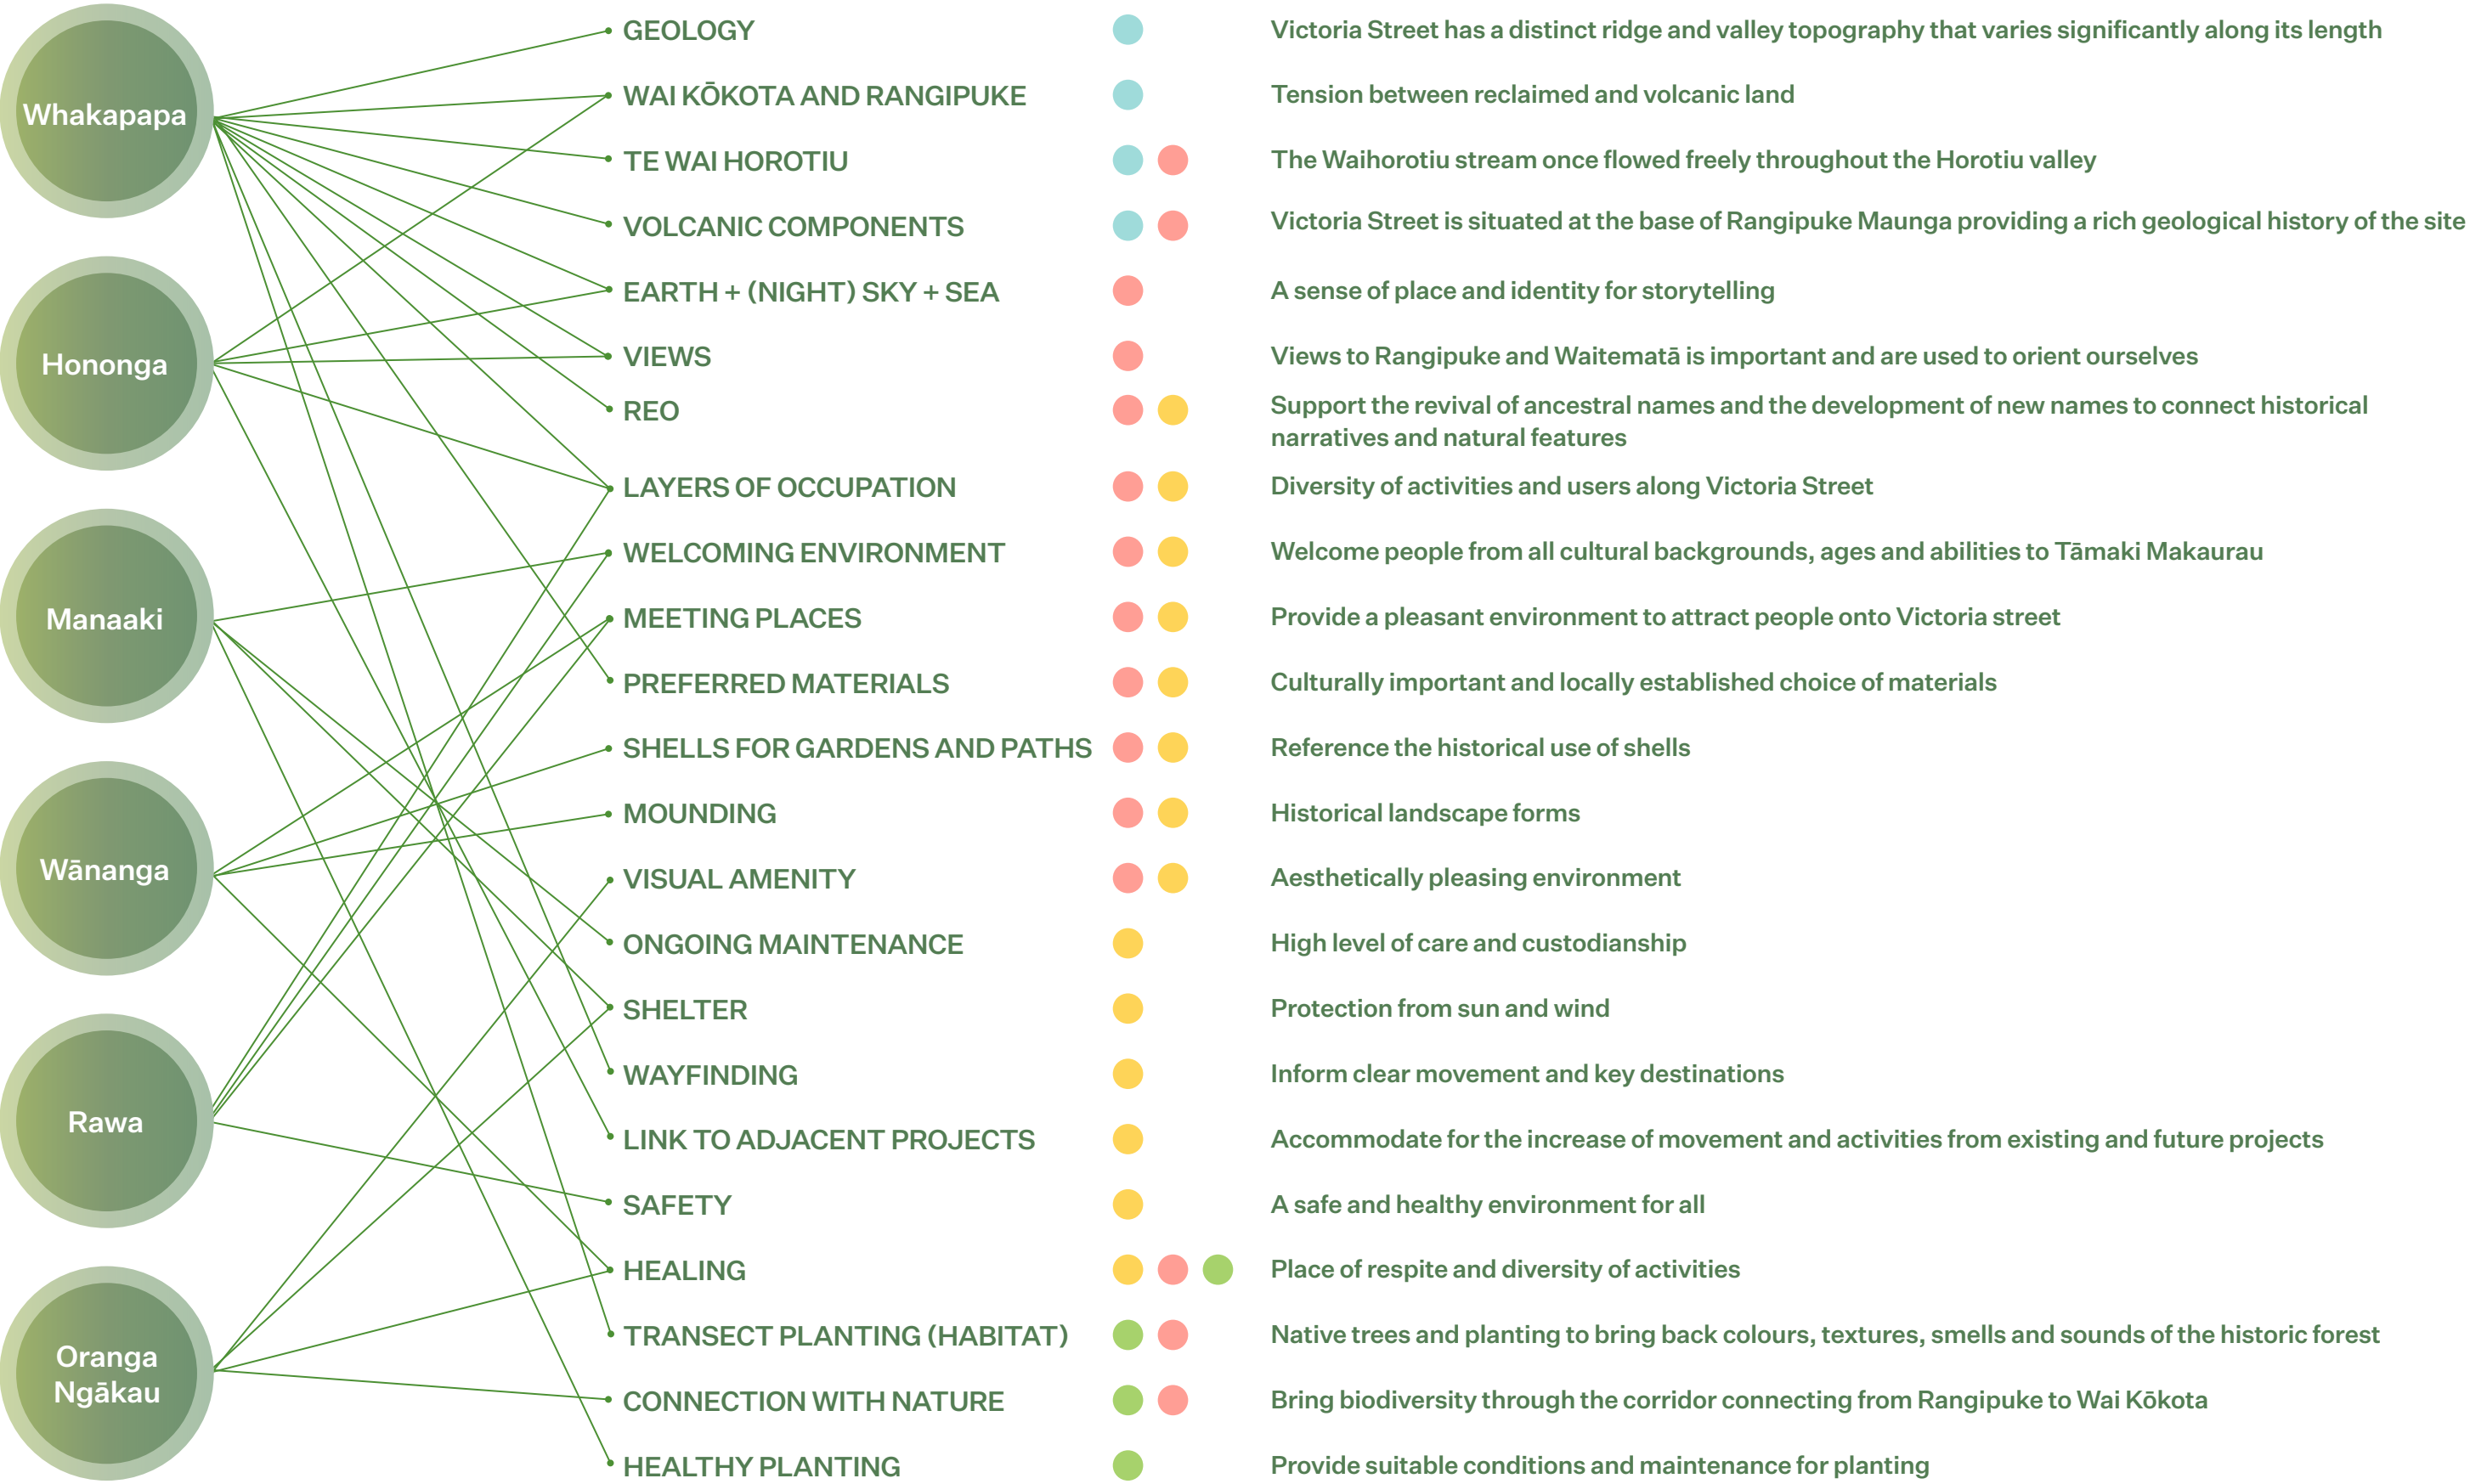 Whakapapa
Hononga
Manaaki
Wānanga
Rawa
Oranga
Ngākau
GEOLOGY
Victoria Street has a distinct ridge and valley topography that varies significantly along its length
WAI KŌKOTA AND RANGIPUKE
Tension between reclaimed and volcanic land
TE WAI HOROTIU
The Waihorotiu stream once flowed freely throughout the Horotiu valley
VOLCANIC COMPONENTS
Victoria Street is situated at the base of Rangipuke Maunga providing a rich geological history of the site
EARTH + (NIGHT) SKY + SEA
A sense of place and identity for storytelling
VIEWS
Views to Rangipuke and Waitematā is important and are used to orient ourselves
REO
Support the revival of ancestral names and the development of new names to connect historical
narratives and natural features
LAYERS OF OCCUPATION
Diversity of activities and users along Victoria Street
WELCOMING ENVIRONMENT
Welcome people from all cultural backgrounds, ages and abilities to Tāmaki Makaurau
MEETING PLACES
Provide a pleasant environment to attract people onto Victoria street
PREFERRED MATERIALS
Culturally important and locally established choice of materials
SHELLS FOR GARDENS AND PATHS
Reference the historical use of shells
MOUNDING
Historical landscape forms
VISUAL AMENITY
Aesthetically pleasing environment
ONGOING MAINTENANCE
High level of care and custodianship
SHELTER
Protection from sun and wind
WAYFINDING
Inform clear movement and key destinations
LINK TO ADJACENT PROJECTS
Accommodate for the increase of movement and activities from existing and future projects
SAFETY
A safe and healthy environment for all
HEALING
Place of respite and diversity of activities
TRANSECT PLANTING (HABITAT)
Native trees and planting to bring back colours, textures, smells and sounds of the historic forest
CONNECTION WITH NATURE
Bring biodiversity through the corridor connecting from Rangipuke to Wai Kōkota
HEALTHY PLANTING
Provide suitable conditions and maintenance for planting